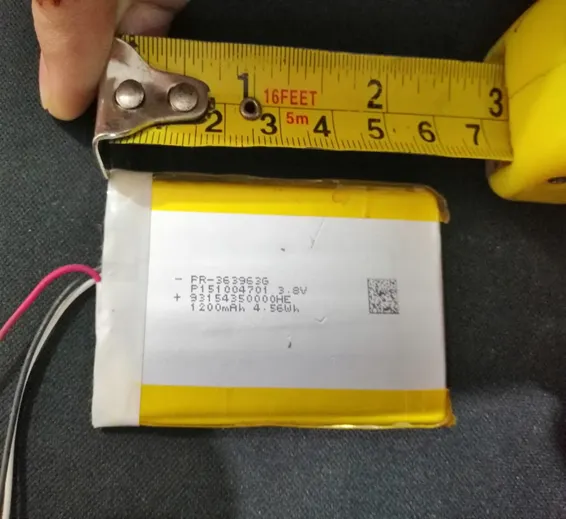 1 2 3
16FEET
2 3 5m 4 5 6 7
- PR-363963G
P151004701 3.8V
+ 93154350000HE
1200mAh 4.56Wh